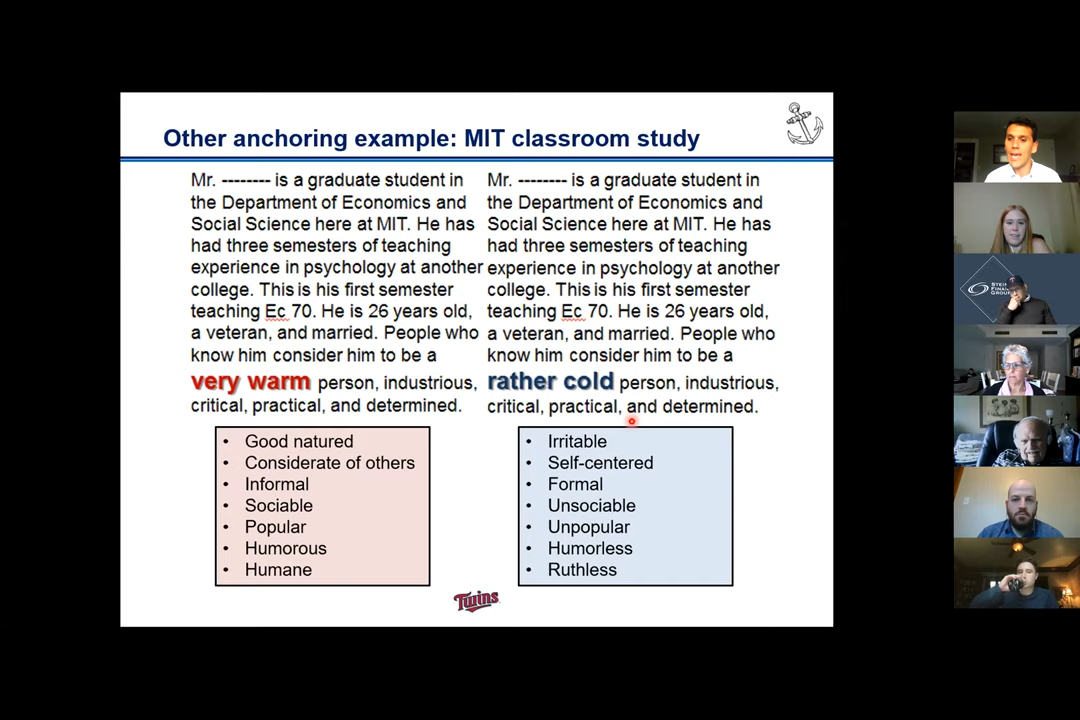 Other anchoring example: MIT classroom study
Mr. -------- is a graduate student in
the Department of Economics and
Social Science here at MIT. He has
had three semesters of teaching
experience in psychology at another
college. This is his first semester
teaching Ec 70. He is 26 years old,
a veteran, and married. People who
know him consider him to be a
very warm person, industrious,
critical, practical, and determined.
Mr. -------- is a graduate student in
the Department of Economics and
Social Science here at MIT. He has
had three semesters of teaching
experience in psychology at another
college. This is his first semester
teaching Ec 70. He is 26 years old,
a veteran, and married. People who
know him consider him to be a
rather cold person, industrious,
critical, practical, and determined.
• Good natured
• Considerate of others
• Informal
• Sociable
• Popular
• Humorous
• Humane
• Irritable
• Self-centered
• Formal
• Unsociable
• Unpopular
• Humorless
• Ruthless
Twins